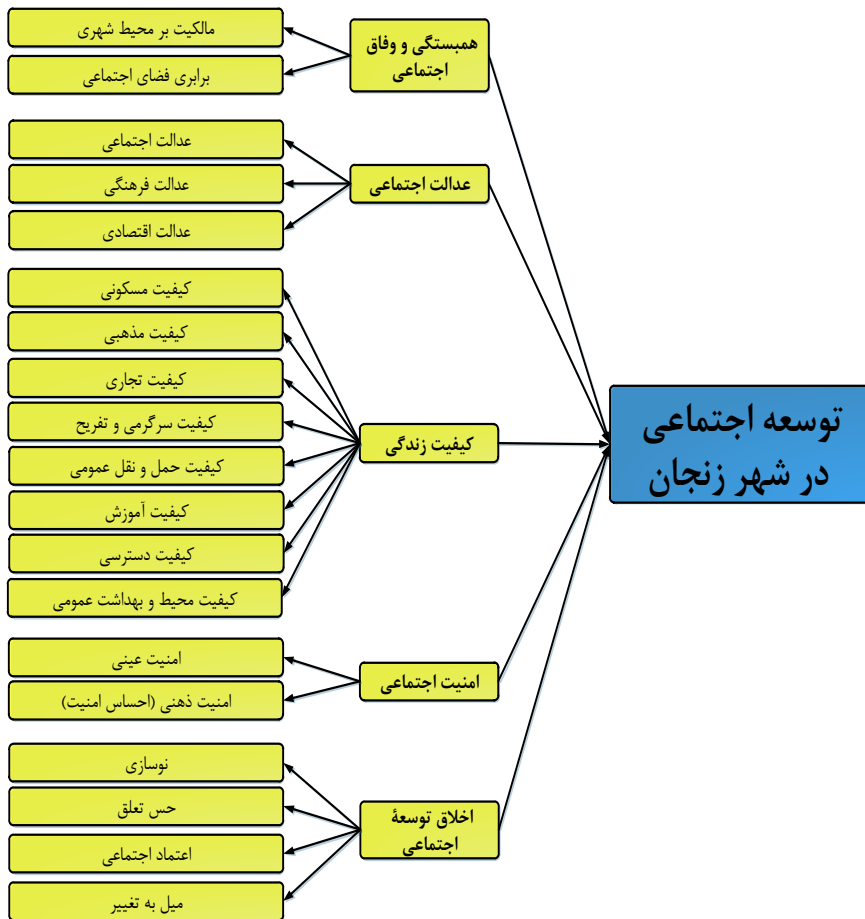 توسعه اجتماعی
در شهر زنجان
همبستگی و وفاق
اجتماعی
مالکیت بر محیط شهری
برابری فضای اجتماعی
عدالت اجتماعی
عدالت اجتماعی
عدالت فرهنگی
عدالت اقتصادی
کیفیت زندگی
کیفیت مسکونی
کیفیت مذهبی
کیفیت تجاری
کیفیت سرگرمی و تفریح
کیفیت حمل و نقل عمومی
کیفیت آموزش
کیفیت دسترسی
کیفیت محیط و بهداشت عمومی
امنیت اجتماعی
امنیت عینی
امنیت ذهنی (احساس امنیت)
اخلاق توسعهٔ
اجتماعی
نوسازی
حس تعلق
اعتماد اجتماعی
میل به تغییر